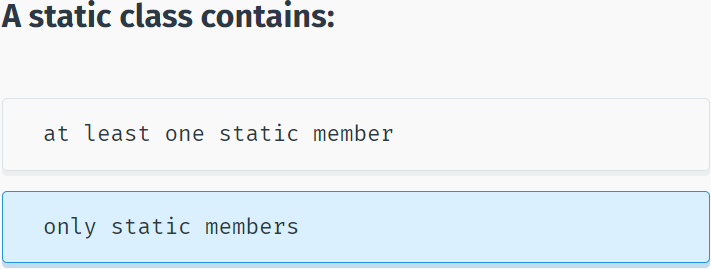 A static class contains:
at least one static member
only static members